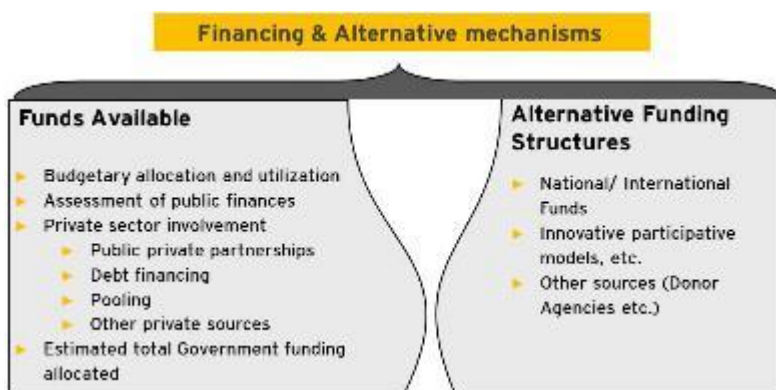 Financing & Alternative mechanisms
Funds Available
Budgetary allocation and utilization
Assessment of public finances
Private sector involvement
Public private partnerships
Debt financing
Pooling
Other private sources
Estimated total Government funding
allocated
Alternative Funding
Structures
National/ International
Funds
Innovative participative
models, etc.
Other sources (Donor
Agencies etc.)